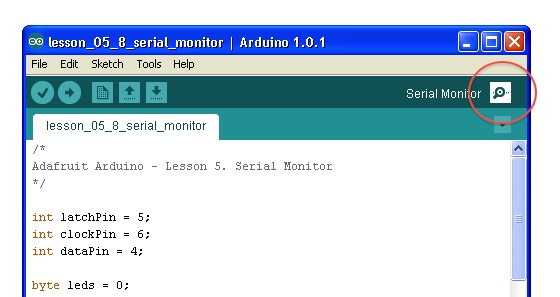 lesson_05_8_serial_monitor | Arduino 1.0.1
File Edit Sketch Tools Help
Serial Monitor
lesson_05_8_serial_monitor
/*
Adafruit Arduino - Lesson 5. Serial Monitor
*/
int latchPin = 5;
int clockPin = 6;
int dataPin = 4;
byte leds = 0;